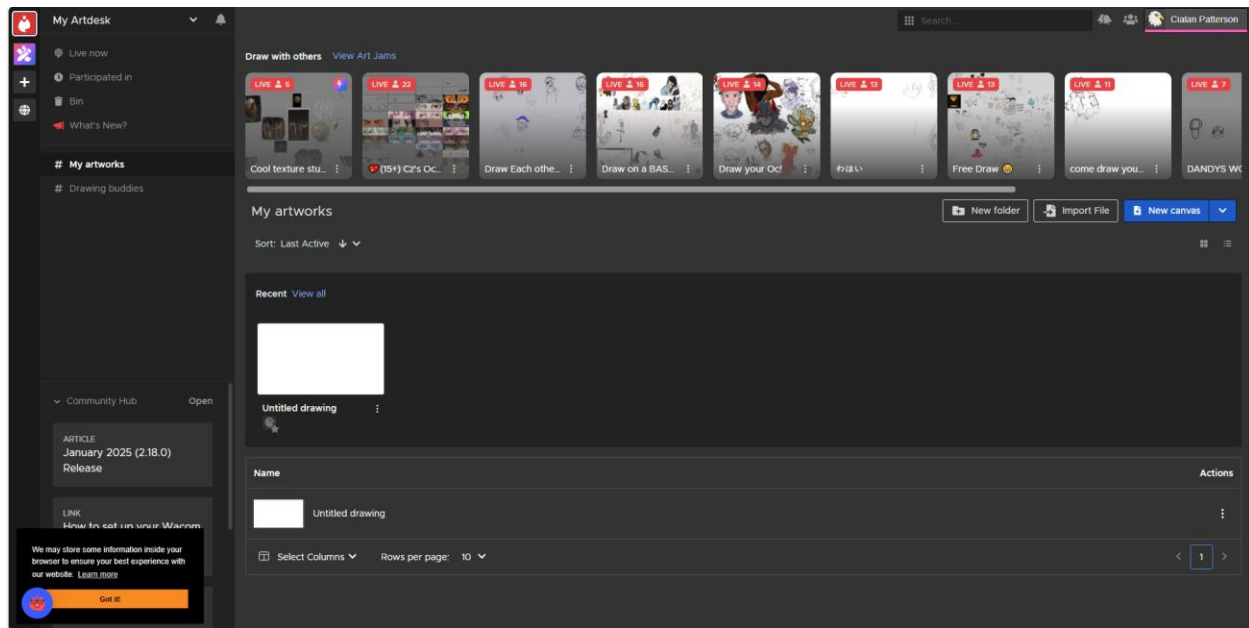 My Artdesk
Search..
Cialan Patterson
Live now
Participated in
Bin
What's New?
# My artworks
# Drawing buddies
Draw with others View Art Jams
LIVE 5
LIVE 22
LIVE 16
LIVE 16
LIVE 14
LIVE 13
LIVE 13
LIVE 11
LIVE 7
Cool texture stu...
(15+) Cz's Oc...
Draw Each othe...
Draw on a BAS...
Draw your Oc!
わほい
Free Draw
come draw you...
DANDYS
My artworks
New folder
Import File
New canvas
Sort: Last Active
Recent View all
Untitled drawing
Name Actions
Untitled drawing
Select Columns Rows per page: 10
1
Community Hub Open
ARTICLE
January 2025 (2.18.0)
Release
LINK
How to set up your Wacom
We may store some information inside your
browser to ensure your best experience with
our website. Learn more
Got it!